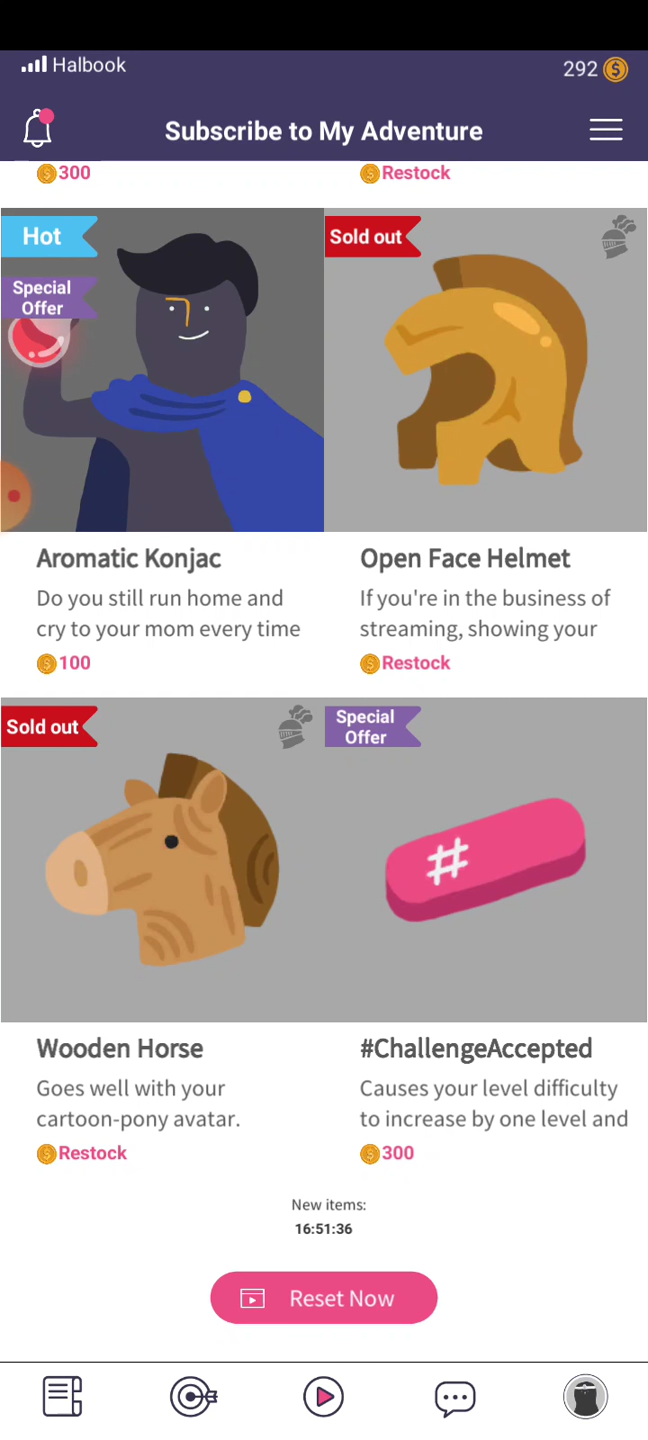 Halbook
292
Subscribe to My Adventure
300
Restock
Hot
Special
Offer
Sold out
Aromatic Konjac
Do you still run home and
cry to your mom every time
100
Open Face Helmet
If you're in the business of
streaming, showing your
Restock
Sold out
Special
Offer
#
Wooden Horse
Goes well with your
cartoon-pony avatar.
Restock
#ChallengeAccepted
Causes your level difficulty
to increase by one level and
300
New items:
16:51:36
Reset Now